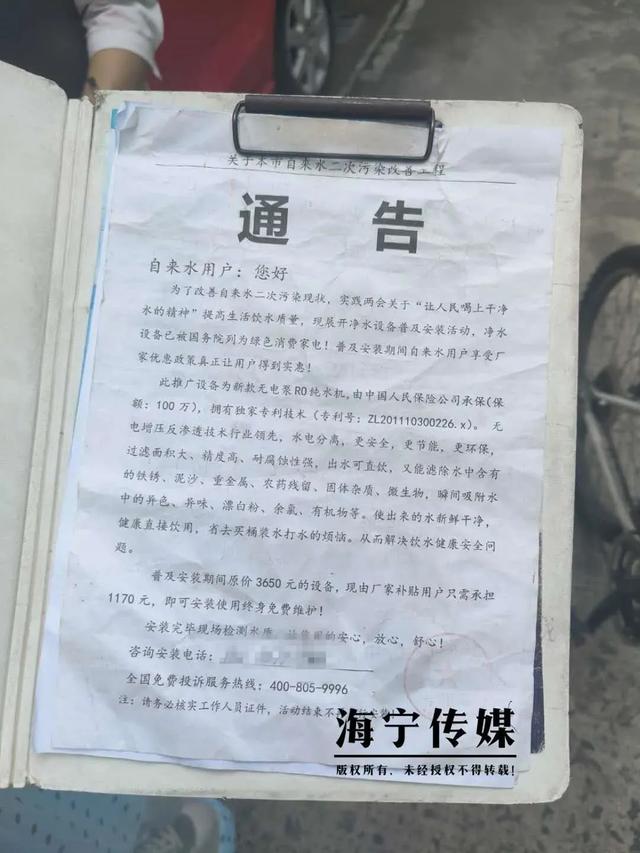 关于本市自来水二次污染改善工程
通 告
自来水用户：您好
为了改善自来水二次污染现状，实践两会关于“让人民喝上干净
水的精神”提高生活饮水质量，现展开净水设备普及安装活动，净水
设备已被国务院列为绿色消费家电！普及安装期间自来水用户享受厂
家优惠政策真正让用户得到实惠！
此推广设备为新款无电泵RO纯水机，由中国人民保险公司承保(保
额：100万)，拥有独家专利技术（专利号：ZL201110300226.x)。无
电增压反渗透技术行业领先，水电分离，更安全，更节能，更环保，
过滤面积大、精度高、耐腐蚀性强，出水可直饮，又能滤除水中含有
的铁锈、泥沙、重金属、农药残留、固体杂质、微生物，瞬间吸附水
中的异色、异味、漂白粉、余氯、有机物等。使出来的水新鲜干净，
健康直接饮用，省去买桶装水打水的烦恼。从而解决饮水健康安全问
题。
普及安装期间原价3650元的设备，现由厂家补贴用户只需承担
1170元，即可安装使用终身免费维护！
安装完毕现场检测水质，的安心，放心，舒心！
咨询安装电话：
全国免费投诉服务热线：400-805-9996
注：请务必核实工作人员证件，活动结束不
海宁传媒
版权所有，未经授权不得转载！